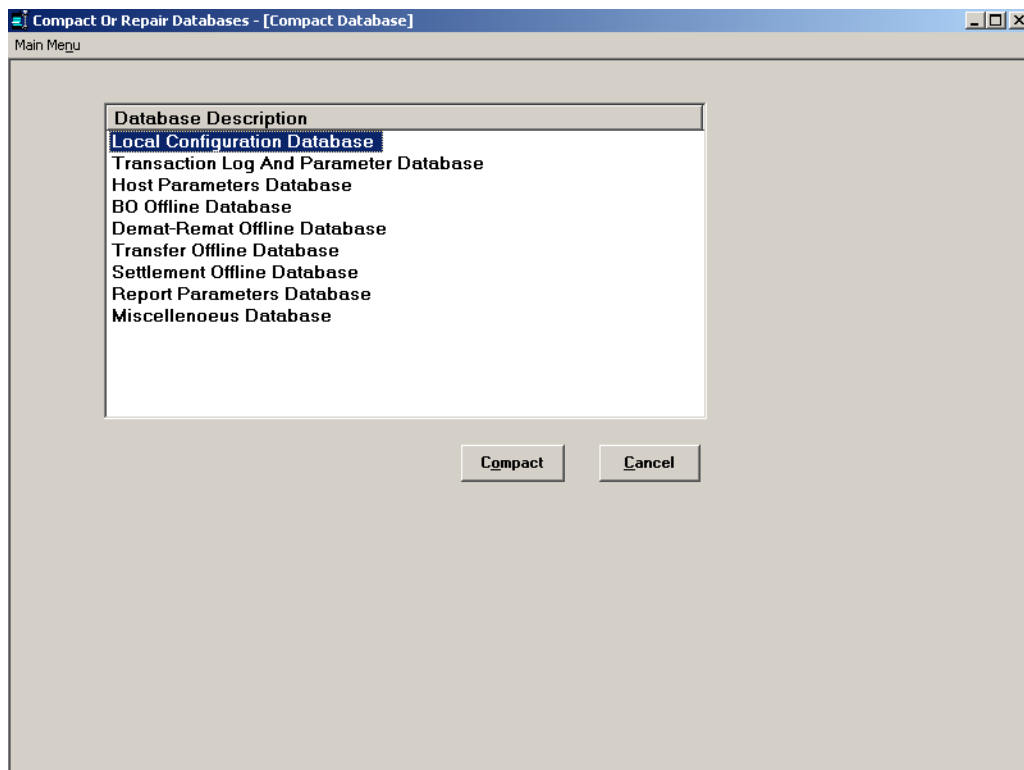 Compact Or Repair Databases - [Compact Database]
Main Menu
Database Description
Local Configuration Database
Transaction Log And Parameter Database
Host Parameters Database
BO Offline Database
Demat-Remat Offline Database
Transfer Offline Database
Settlement Offline Database
Report Parameters Database
Miscellenoeus Database
Compact Cancel